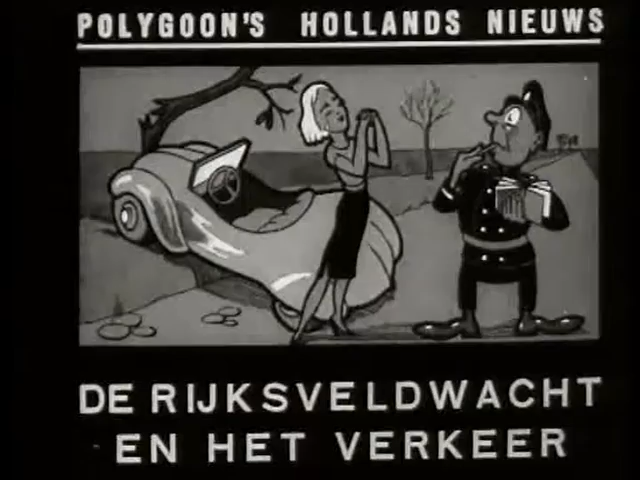 POLYGOON'S HOLLANDS NIEUWS
DE RIJKSVELDWACHT
EN HET VERKEER